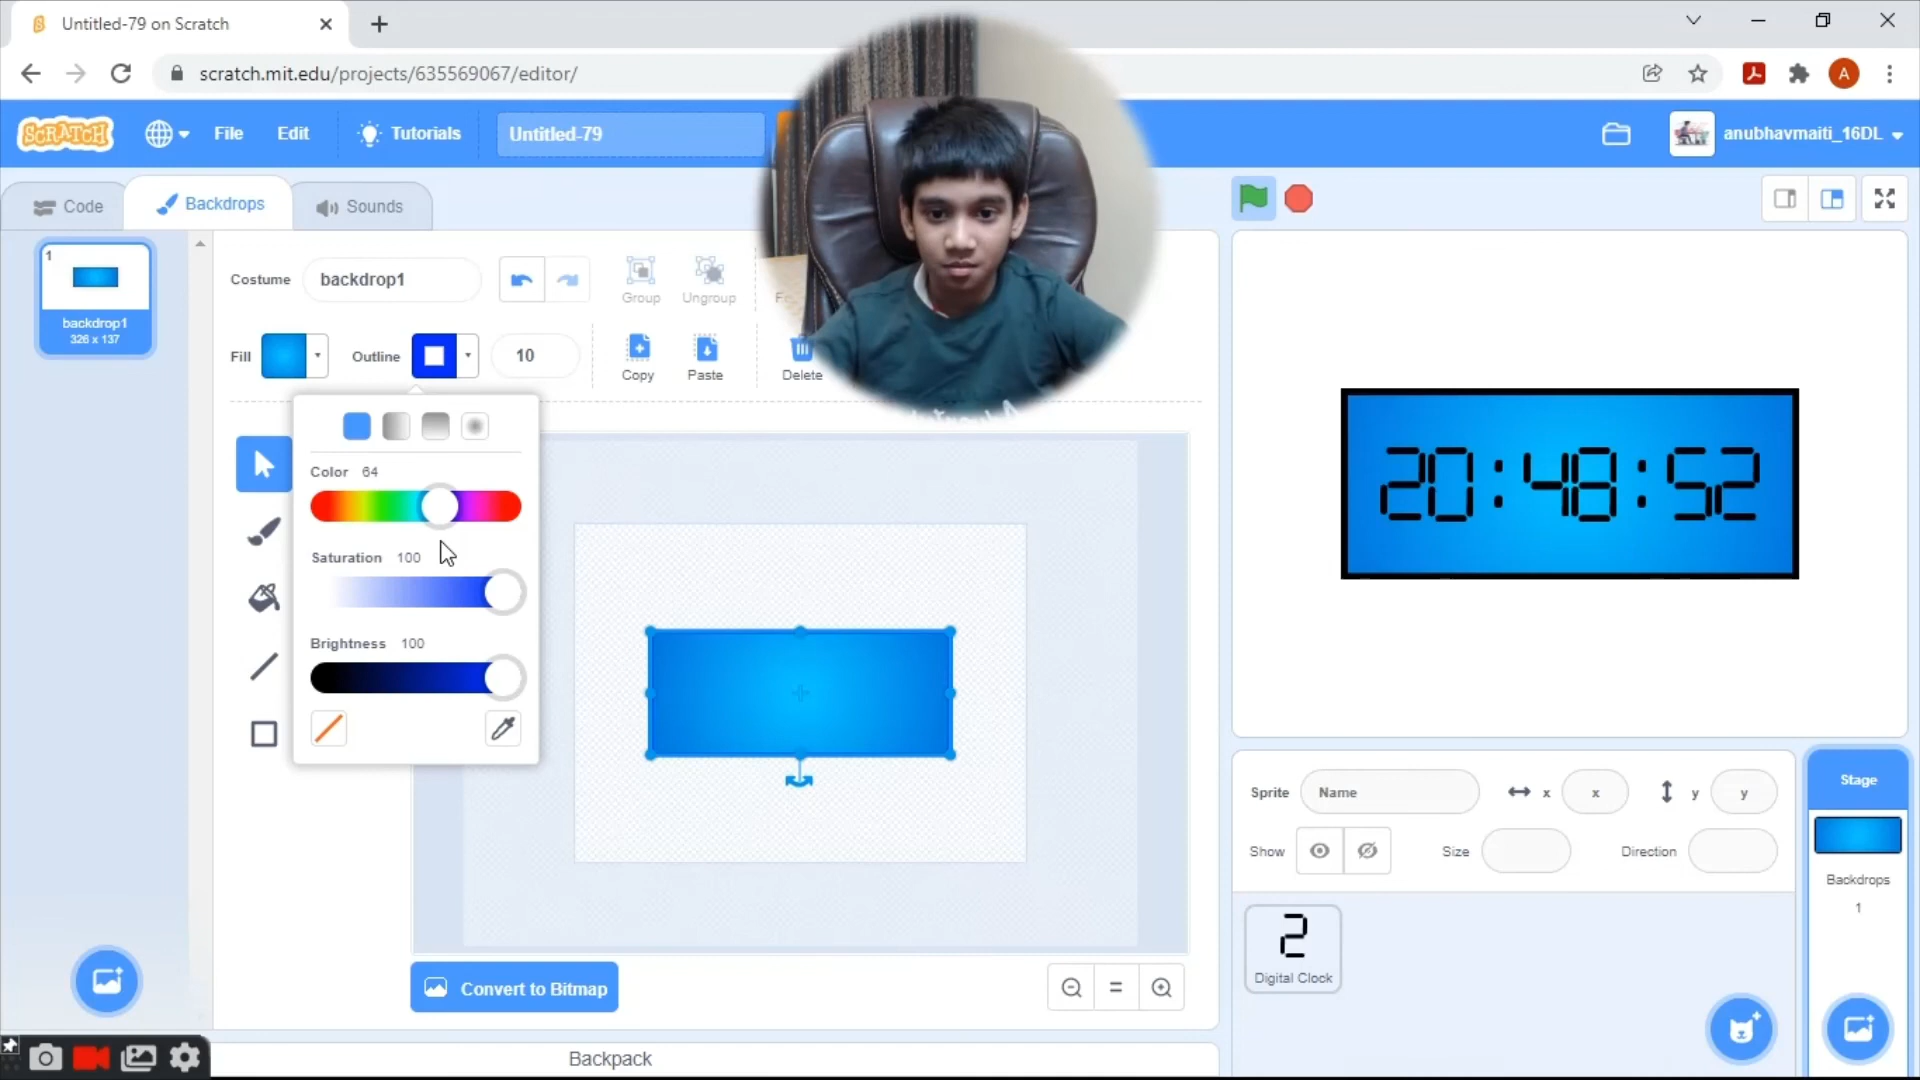 Untitled-79 on Scratch
scratch.mit.edu/projects/635569067/editor/
A
SCRATCH
File
Edit
Tutorials
Untitled-79
anubhavmaiti_16DL
Code
Backdrops
Sounds
1
backdrop1
326 x 137
Costume
backdrop1
Group
Ungroup
Fill
Outline
10
Copy
Paste
Delete
Color 64
Saturation 100
Brightness 100
Convert to Bitmap
Backpack
20:48:52
Sprite
Name
x
x
y
y
Show
Size
Direction
2
Digital Clock
Stage
Backdrops
1